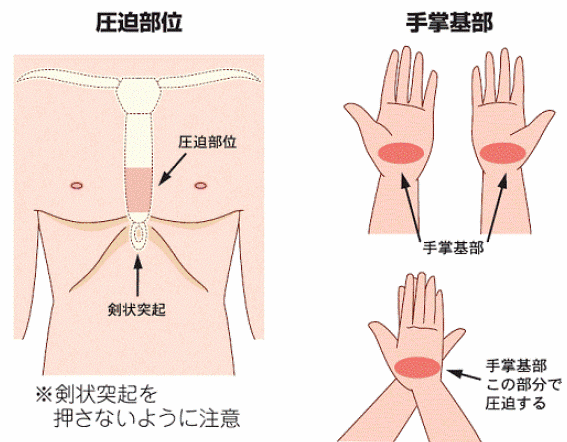 圧迫部位
圧迫部位
剣状突起
※剣状突起を
押さないように注意
手掌基部
手掌基部
手掌基部
この部分で
圧迫する